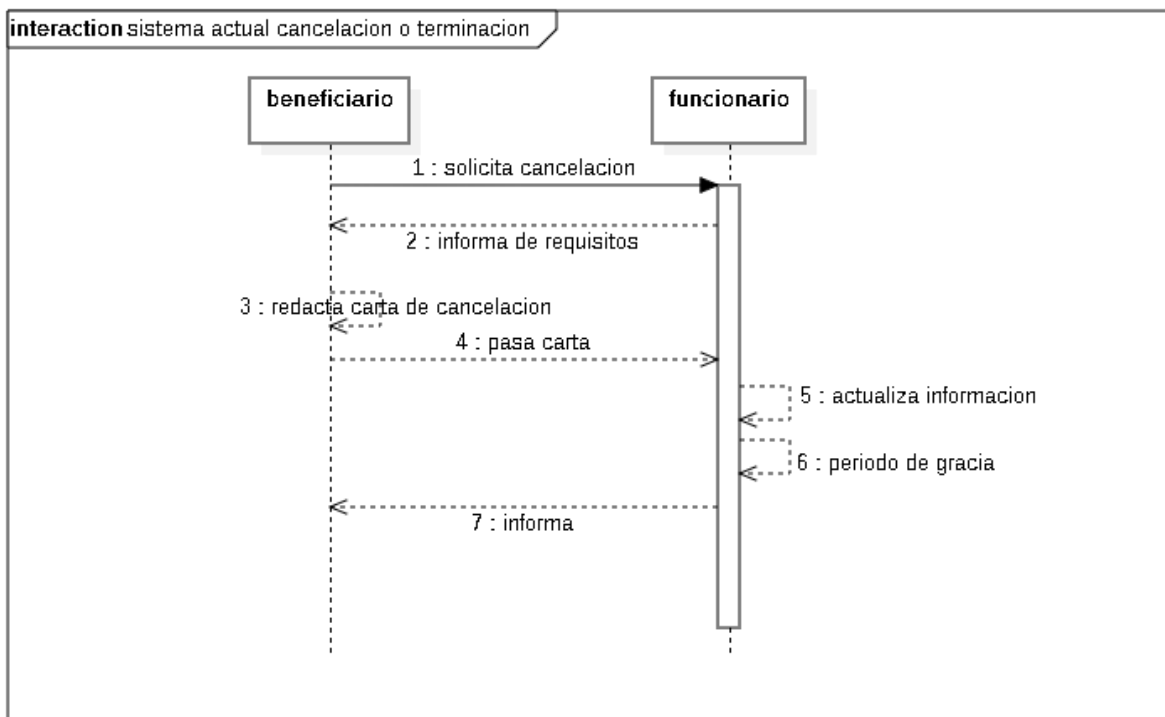 interaction sistema actual cancelacion o terminacion
beneficiario
funcionario
1 : solicita cancelacion
2 : informa de requisitos
3 : redacta carta de cancelacion
4 : pasa carta
5 : actualiza informacion
6 : periodo de gracia
7 : informa